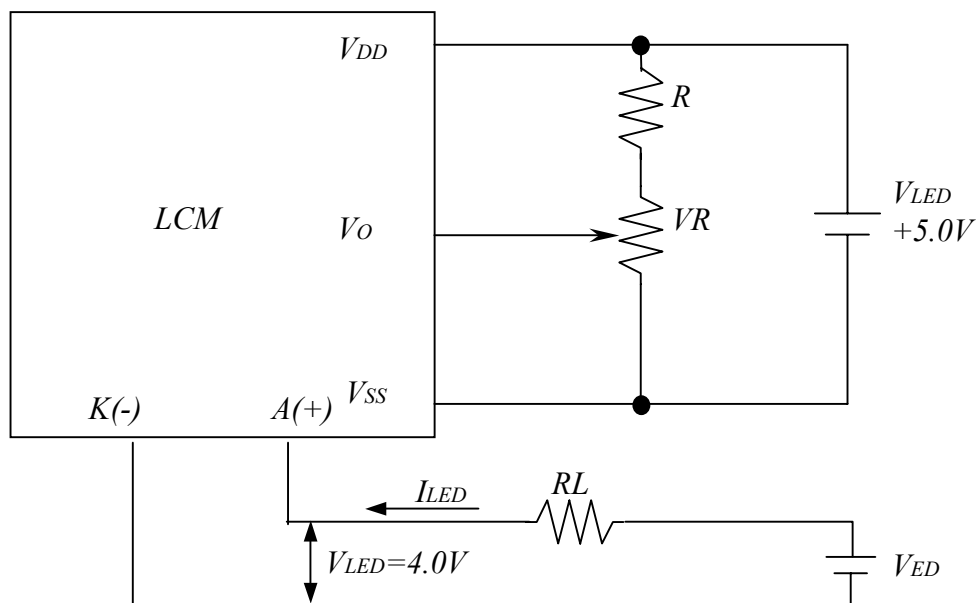 VDD
R
LCM
VO
VR
VLED
+5.0V
VSS
K(-)
A(+)
ILED
RL
VLED=4.0V
VED